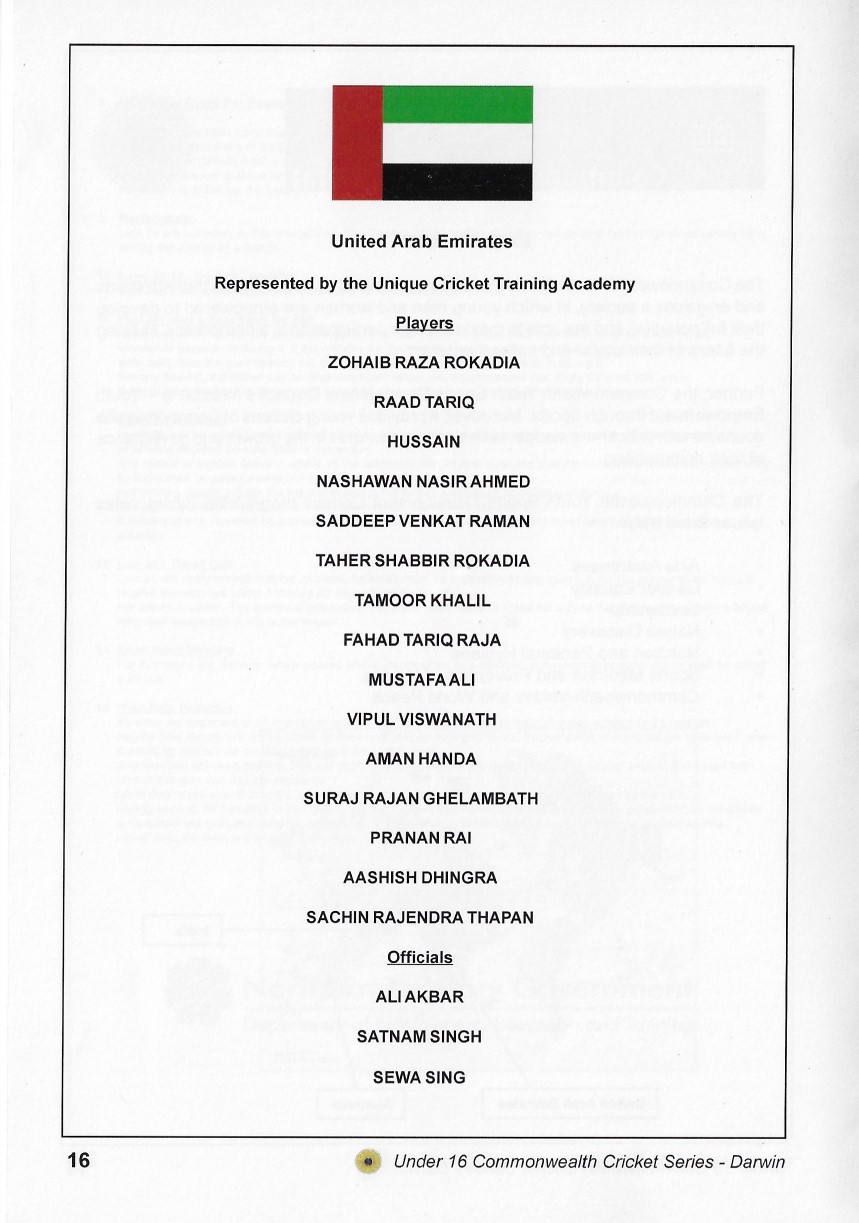 United Arab Emirates
Represented by the Unique Cricket Training Academy
Players
ZOHAIB RAZA ROKADIA
RAAD TARIQ
HUSSAIN
NASHAWAN NASIR AHMED
SADDEEP VENKAT RAMAN
TAHER SHABBIR ROKADIA
TAMOOR KHALIL
FAHAD TARIQ RAJA
MUSTAFA ALI
VIPUL VISWANATH
AMAN HANDA
SURAJ RAJAN GHELAMBATH
PRANAN RAI
AASHISH DHINGRA
SACHIN RAJENDRA THAPAN
Officials
ALI AKBAR
SATNAM SINGH
SEWA SING
16 Under 16 Commonwealth Cricket Series - Darwin